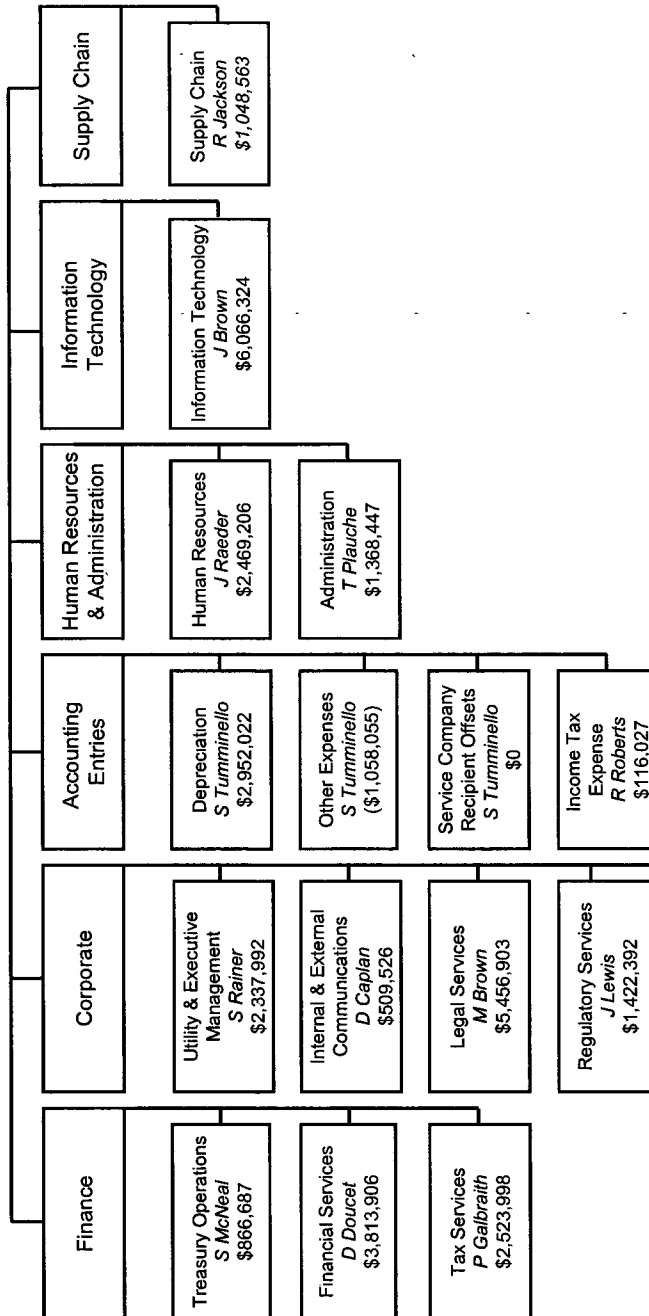 Finance
Treasury Operations
S McNeal
$866,687
Financial Services
D Doucet
$3,813,906
Tax Services
P Galbraith
$2,523,998
Corporate
Utility & Executive
Management
S Rainer
$2,337,992
Internal & External
Communications
D Caplan
$509,526
Legal Services
M Brown
$5,456,903
Regulatory Services
J Lewis
$1,422,392
Accounting
Entries
Depreciation
S Tumminello
$2,952,022
Other Expenses
S Tumminello
($1,058,055)
Service Company
Recipient Offsets
S Tumminello
$0
Income Tax
Expense
R Roberts
$116,027
Human Resources
& Administration
Human Resources
J Raeder
$2,469,206
Administration
T Plauche
$1,368,447
Information
Technology
Information Technology
J Brown
$6,066,324
Supply Chain
Supply Chain
R Jackson
$1,048,563